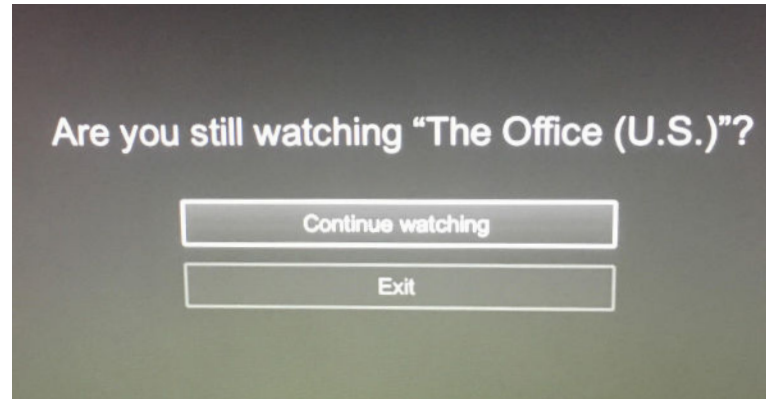 Are you still watching “The Office (U.S.)”?
Continue watching
Exit